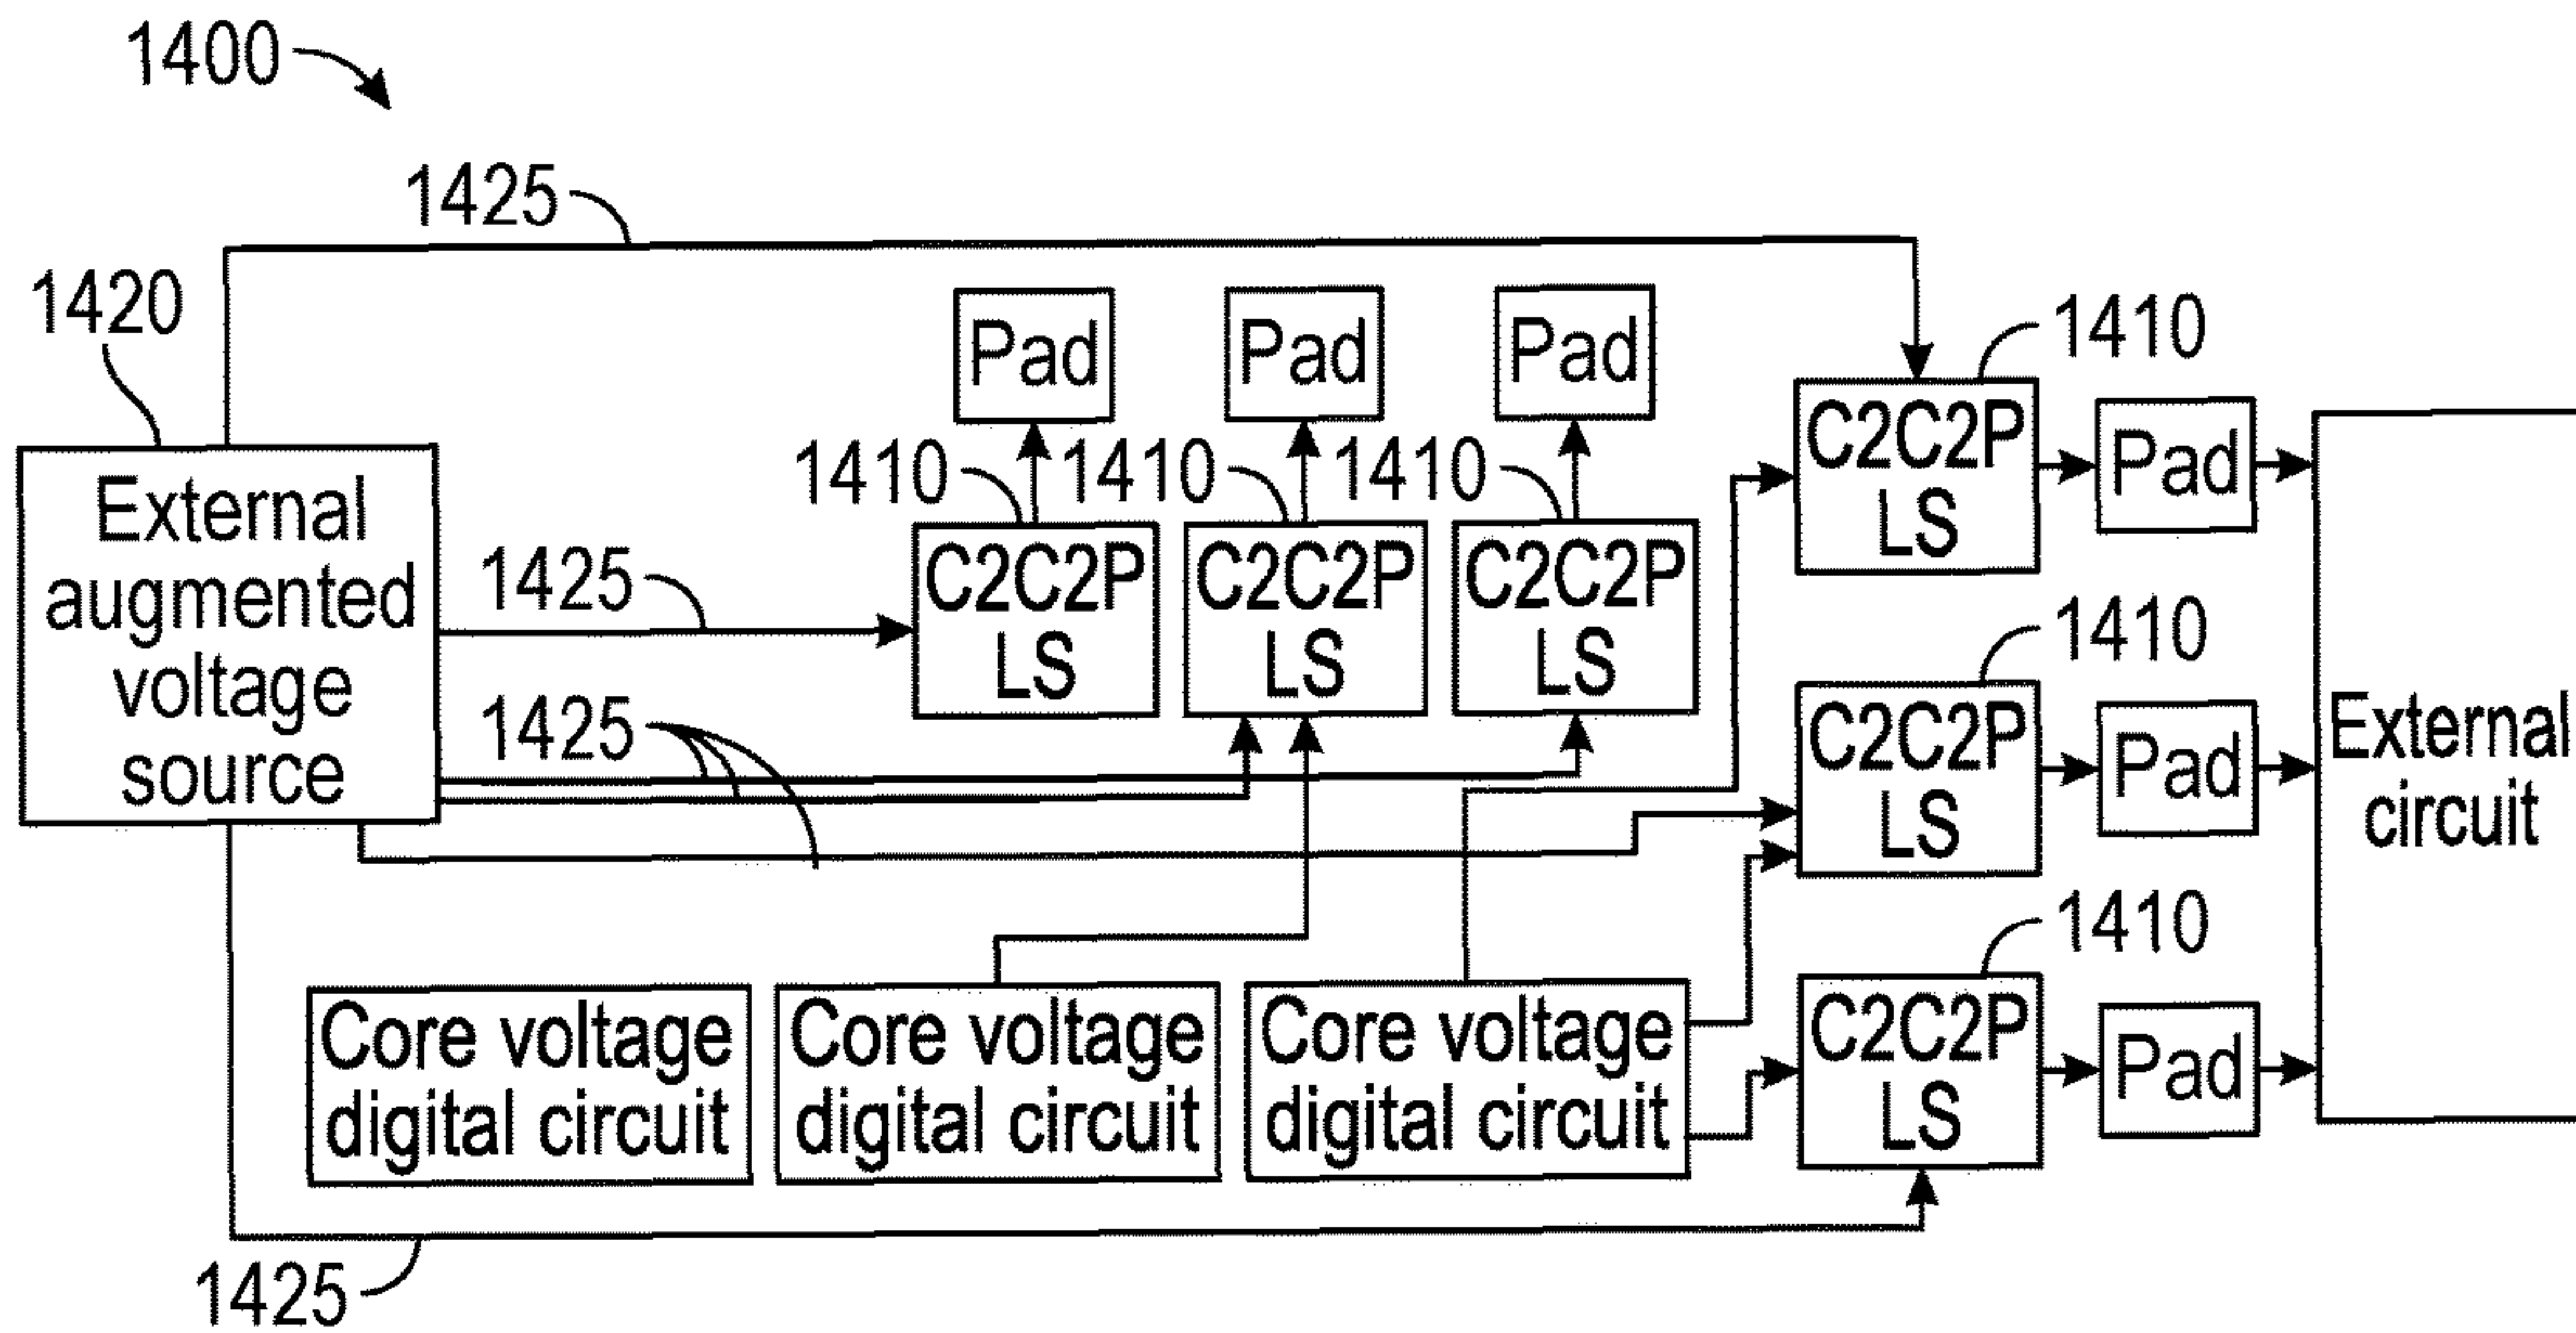 1400
1425
1420
Pad
Pad
Pad
1410
1410
1410
1410
C2C2P
LS
Pad
External
augmented
voltage
source
1425
C2C2P
LS
C2C2P
LS
C2C2P
LS
1425
1410
C2C2P
LS
Pad
External
circuit
1410
Core voltage
digital circuit
Core voltage
digital circuit
Core voltage
digital circuit
C2C2P
LS
Pad
1425